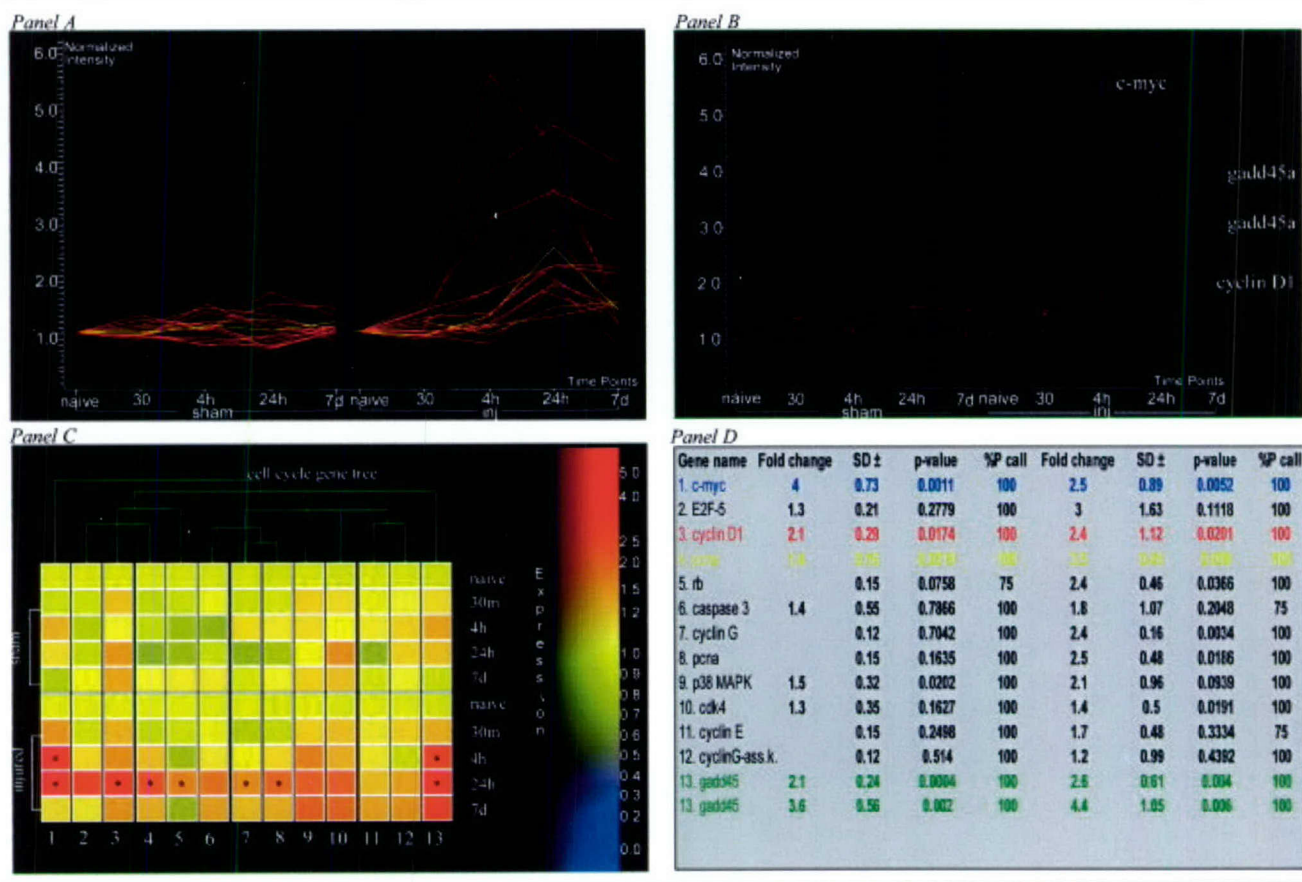 Panel A
6.0 Normalized
Intensity
5.0
4.0
3.0
2.0
1.0
Time Points
naive 30 4h 24h 7d naive 30 4h 24h 7d
sham inj
Panel B
6.0 Normalized
Intensity
c-myc
5.0
4.0
gadd45a
3.0
gadd45a
2.0
cyclin D1
1.0
Time Points
naive 30 4h 24h 7d naive 30 4h 24h 7d
sham inj
Panel C
cell cycle gene tree
naive
30m
4h
24h
7d
naive
30m
4h
24h
7d
sham
injured
Expression
1 2 3 4 5 6 7 8 9 10 11 12 13
5.0
4.0
2.5
2.0
1.5
1.2
1.0
0.9
0.8
0.7
0.6
0.5
0.4
0.3
0.2
0.0
Panel D
Gene name Fold change SD ± p-value %P call Fold change SD ± p-value %P call
1. c-myc 4 0.73 0.0011 100 2.5 0.89 0.0052 100
2. E2F-5 1.3 0.21 0.2779 100 3 1.63 0.1118 100
3. cyclin D1 2.1 0.29 0.0174 100 2.4 1.12 0.0201 100
5. rb 0.15 0.0758 75 2.4 0.46 0.0366 100
6. caspase 3 1.4 0.55 0.7866 100 1.8 1.07 0.2048 75
7. cyclin G 0.12 0.7042 100 2.4 0.16 0.0034 100
8. pcna 0.15 0.1635 100 2.5 0.48 0.0186 100
9. p38 MAPK 1.5 0.32 0.0202 100 2.1 0.96 0.0939 100
10. cdk4 1.3 0.35 0.1627 100 1.4 0.5 0.0191 100
11. cyclin E 0.15 0.2498 100 1.7 0.48 0.3334 75
12. cyclinG-ass.k. 0.12 0.514 100 1.2 0.99 0.4392 100
13. gadd45 2.1 0.24 0.0004 100 2.6 0.61 0.004 100
13. gadd45 3.6 0.56 0.002 100 4.4 1.05 0.006 100